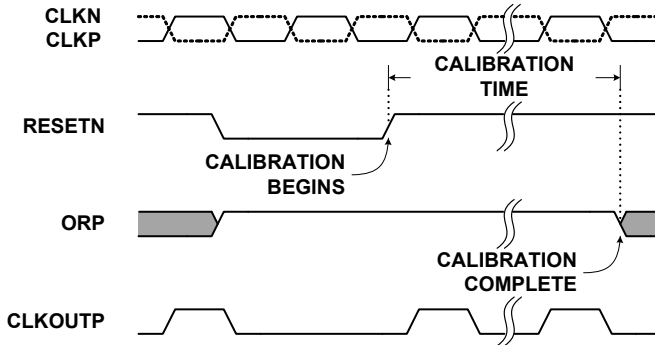 CLKN
CLKP
CALIBRATION
TIME
RESETN
CALIBRATION
BEGINS
ORP
CALIBRATION
COMPLETE
CLKOUTP